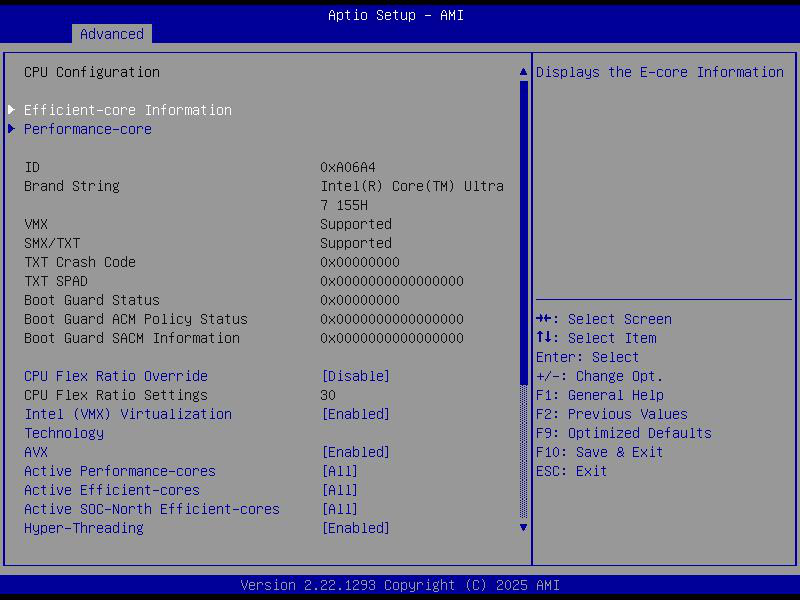 Aptio Setup – AMI
Advanced
CPU Configuration
Efficient-core Information
Performance-core
ID 0xA06A4
Brand String Intel(R) Core(TM) Ultra
7 155H
VMX Supported
SMX/TXT Supported
TXT Crash Code 0x00000000
TXT SPAD 0x0000000000000000
Boot Guard Status 0x00000000
Boot Guard ACM Policy Status 0x0000000000000000
Boot Guard SACM Information 0x0000000000000000
CPU Flex Ratio Override [Disable]
CPU Flex Ratio Settings 30
Intel (VMX) Virtualization [Enabled]
Technology
AVX [Enabled]
Active Performance-cores [All]
Active Efficient-cores [All]
Active SOC-North Efficient-cores [All]
Hyper-Threading [Enabled]
Displays the E-core Information
→←: Select Screen
↑↓: Select Item
Enter: Select
+/-: Change Opt.
F1: General Help
F2: Previous Values
F9: Optimized Defaults
F10: Save & Exit
ESC: Exit
Version 2.22.1293 Copyright (C) 2025 AMI